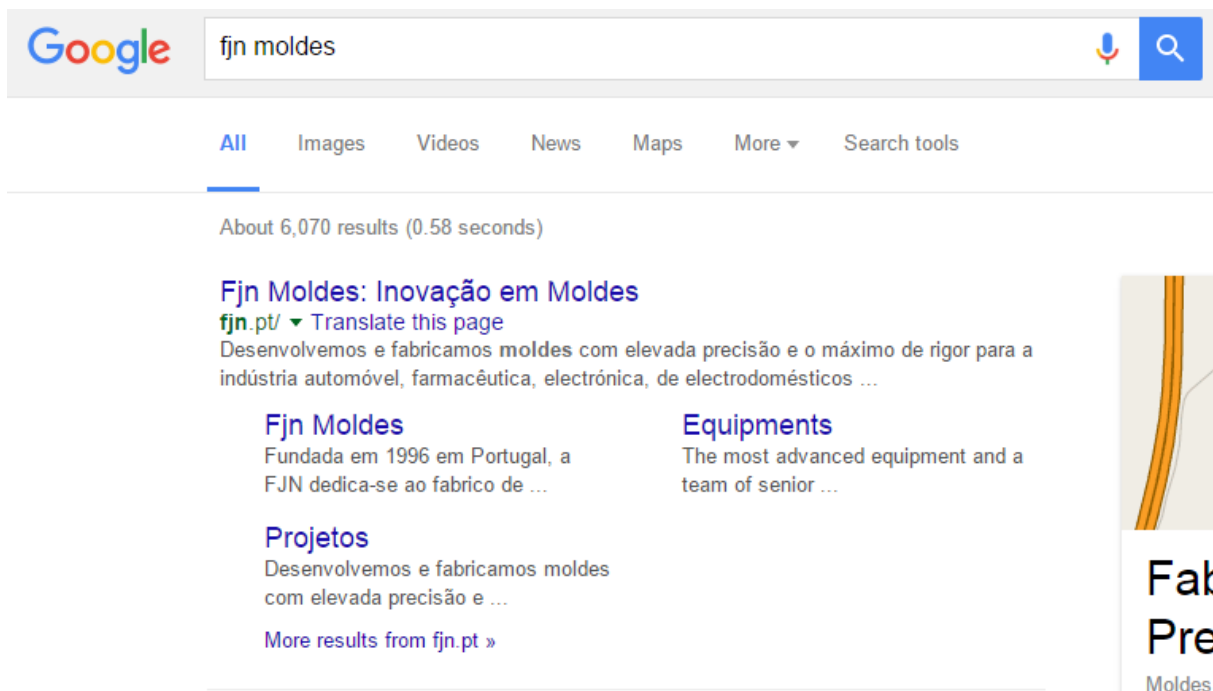 Google
fjn moldes
All Images Videos News Maps More Search tools
About 6,070 results (0.58 seconds)
Fjn Moldes: Inovação em Moldes
fjn.pt/ Translate this page
Desenvolvemos e fabricamos moldes com elevada precisão e o máximo de rigor para a
indústria automóvel, farmacêutica, electrónica, de electrodomésticos ...
Fjn Moldes
Fundada em 1996 em Portugal, a
FJN dedica-se ao fabrico de ...
Equipments
The most advanced equipment and a
team of senior ...
Projetos
Desenvolvemos e fabricamos moldes
com elevada precisão e ...
More results from fjn.pt »
Moldes